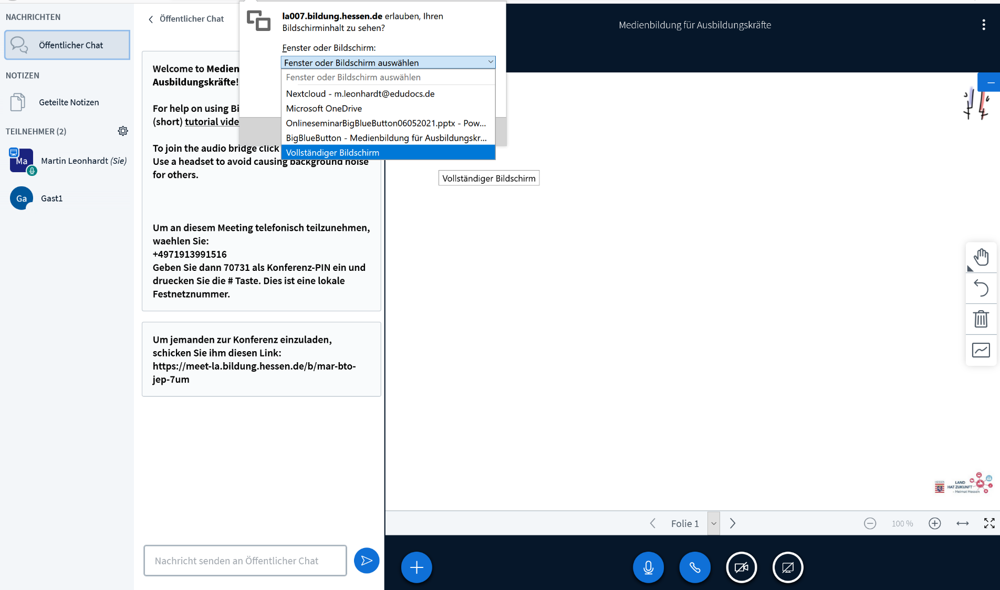 NACHRICHTEN
Öffentlicher Chat
NOTIZEN
Geteilte Notizen
TEILNEHMER (2)
Ma
Martin Leonhardt (Sie)
Ga
Gast1
Öffentlicher Chat
Welcome to Medien
Ausbildungskräfte!
For help on using Bi
(short) tutorial vide
To join the audio bridge click
Use a headset to avoid causing background noise
for others.
Um an diesem Meeting telefonisch teilzunehmen,
waehlen Sie:
+4971913991516
Geben Sie dann 70731 als Konferenz-PIN ein und
druecken Sie die # Taste. Dies ist eine lokale
Festnetznummer.
Um jemanden zur Konferenz einzuladen,
schicken Sie ihm diesen Link:
https://meet-la.bildung.hessen.de/b/mar-bto-
jep-7um
Nachricht senden an Öffentlicher Chat
la007.bildung.hessen.de erlauben, Ihren
Bildschirminhalt zu sehen?
Fenster oder Bildschirm:
Fenster oder Bildschirm auswählen
Fenster oder Bildschirm auswählen
Nextcloud - m.leonhardt@edudocs.de
Microsoft OneDrive
OnlineseminarBigBlueButton06052021.pptx - Pow...
BigBlueButton - Medienbildung für Ausbildungskr...
Vollständiger Bildschirm
Vollständiger Bildschirm
Medienbildung für Ausbildungskräfte
HESSEN
LAND
HAT ZUKUNFT
- Heimat Hessen
Folie 1
100 %